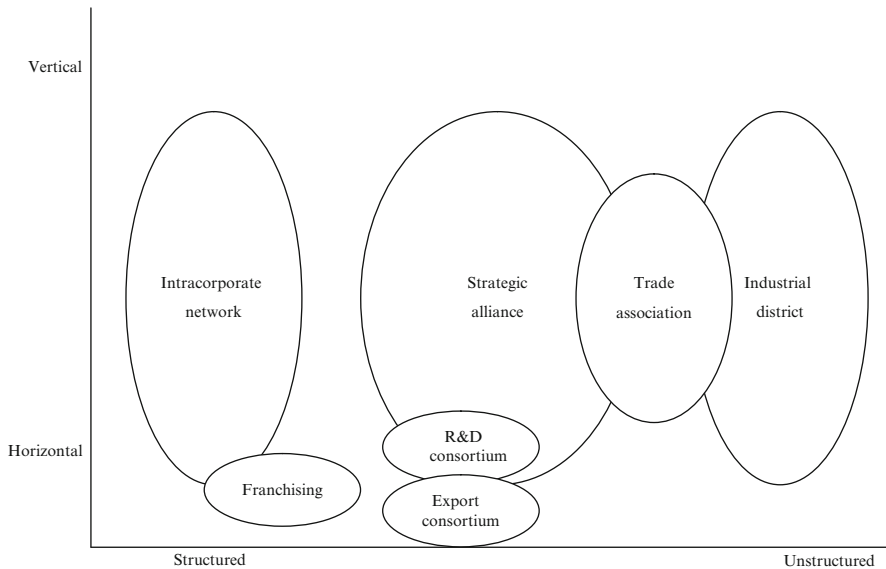 Vertical
Intracorporate
network
Strategic
alliance
Trade
association
Industrial
district
Horizontal
R&D
consortium
Franchising
Export
consortium
Structured
Unstructured